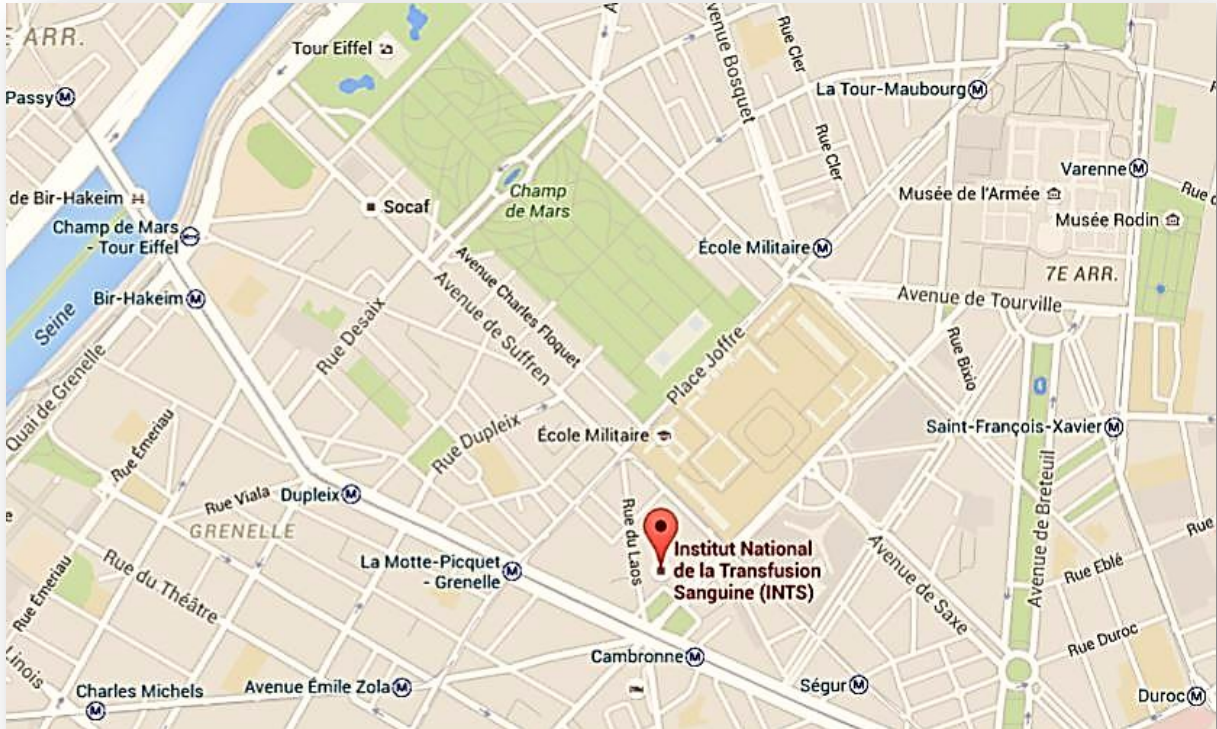 E ARR.
Tour Eiffel
Avenue Bosquet
Rue Cler
Passy
La Tour-Maubourg
Rue Cler
Varenne
de Bir-Hakeim
Socaf
Champ
de Mars
Musée de l'Armée
Musée Rodin
Champ de Mars
- Tour Eiffel
École Militaire
7E ARR.
Bir-Hakeim
Avenue Charles Floquet
Avenue de Suffren
Avenue de Tourville
Seine
Rue Desaix
Place Joffre
Rue Bixio
Quai de Grenelle
Rue Émeriau
Rue Dupleix
École Militaire
Saint-François-Xavier
Rue Viala
Dupleix
GRENELLE
Rue du Laos
Institut National
de la Transfusion
Sanguine (INTS)
Avenue de Saxe
Avenue de Breteuil
Rue
La Motte-Picquet
- Grenelle
Rue Émeriau
Rue du Théâtre
Rue Eblé
Rue Duroc
Linois
Cambronne
Charles Michels
Avenue Émile Zola
Ségur
Duroc